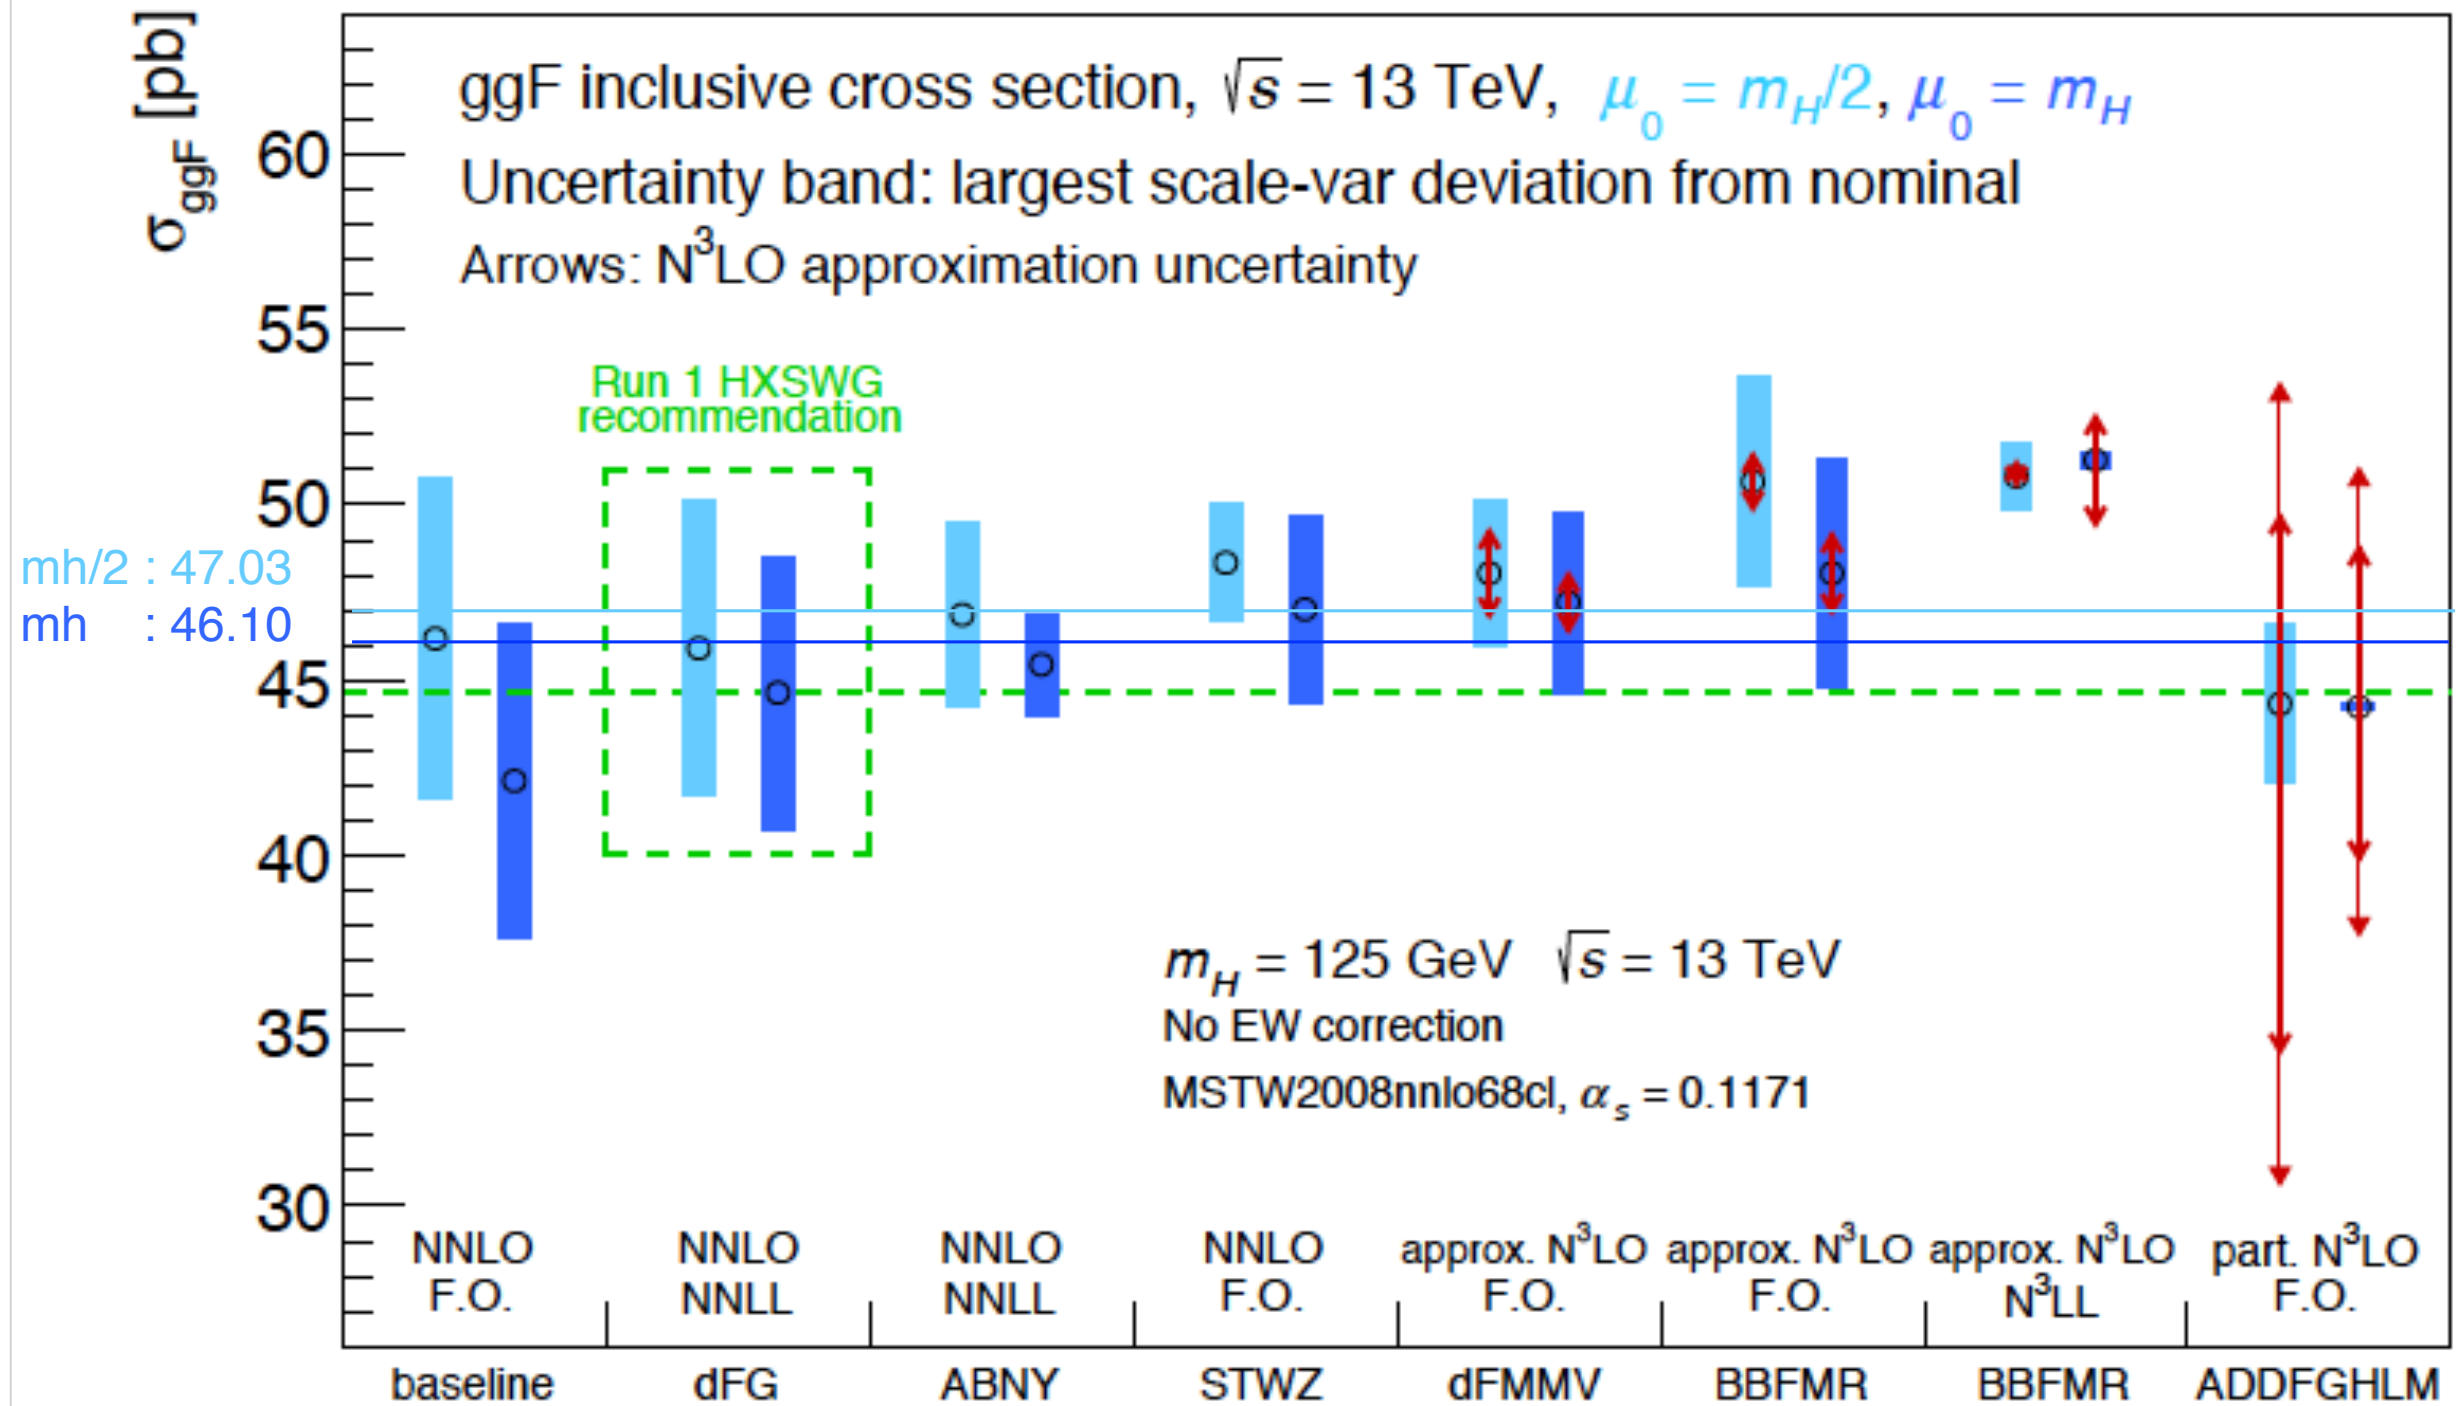 σggF [pb]
ggF inclusive cross section, √s = 13 TeV, μ0 = mH/2, μ0 = mH
60
Uncertainty band: largest scale-var deviation from nominal
Arrows: N³LO approximation uncertainty
55
Run 1 HXSWG
recommendation
50
mh/2 : 47.03
mh : 46.10
45
40
mH = 125 GeV √s = 13 TeV
No EW correction
35
MSTW2008nnlo68cl, αs = 0.1171
30
NNLO NNLO NNLO NNLO approx. N³LO approx. N³LO approx. N³LO part. N³LO
F.O. NNLL NNLL F.O. F.O. F.O. N³LL F.O.
baseline dFG ABNY STWZ dFMMV BBFMR BBFMR ADDFGHLM